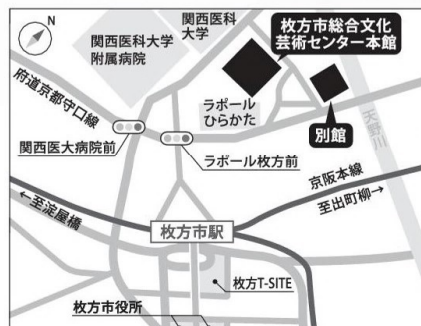 N
関西医科大学
附属病院
関西医科
大学
枚方市総合文化
芸術センター本館
府道京都守口線
ラポール
ひらかた
別館
天野川
関西医大病院前
ラポール枚方前
京阪本線
至出町柳→
←至淀屋橋
枚方市駅
枚方T-SITE
枚方市役所